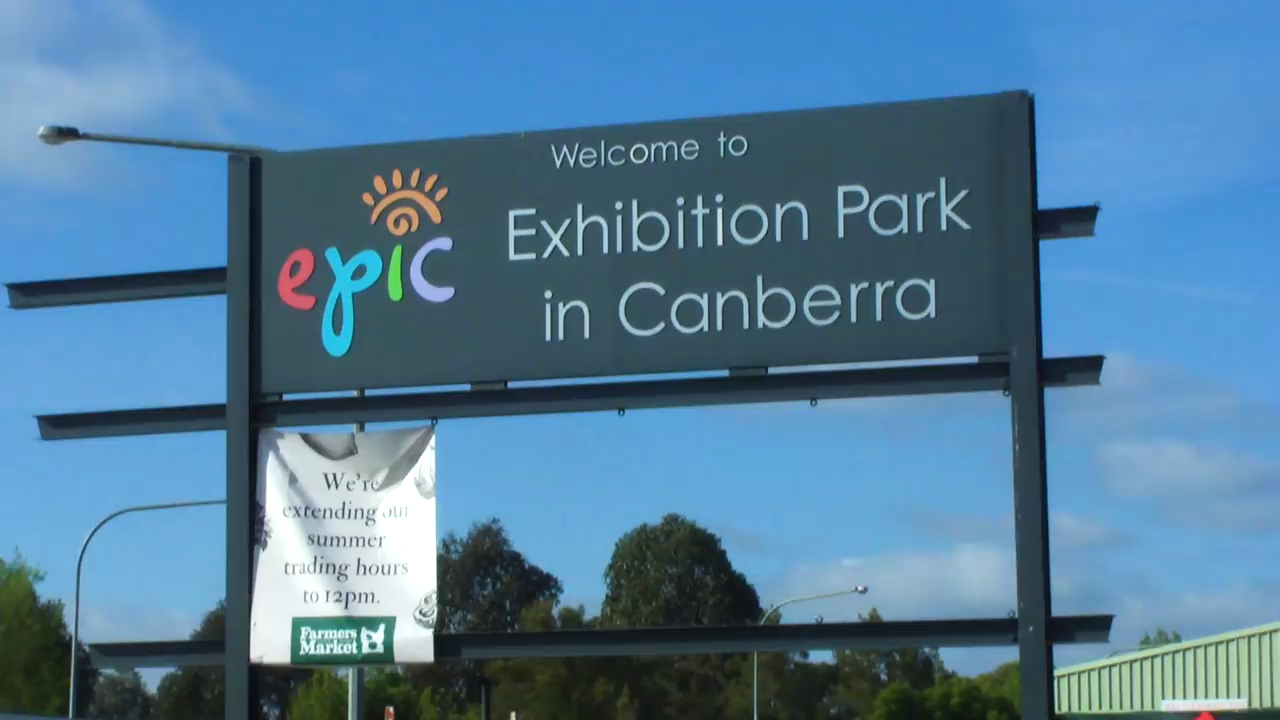 Welcome to
epic
Exhibition Park
in Canberra
We're
extending our
summer
trading hours
to 12pm.
Farmers
Market